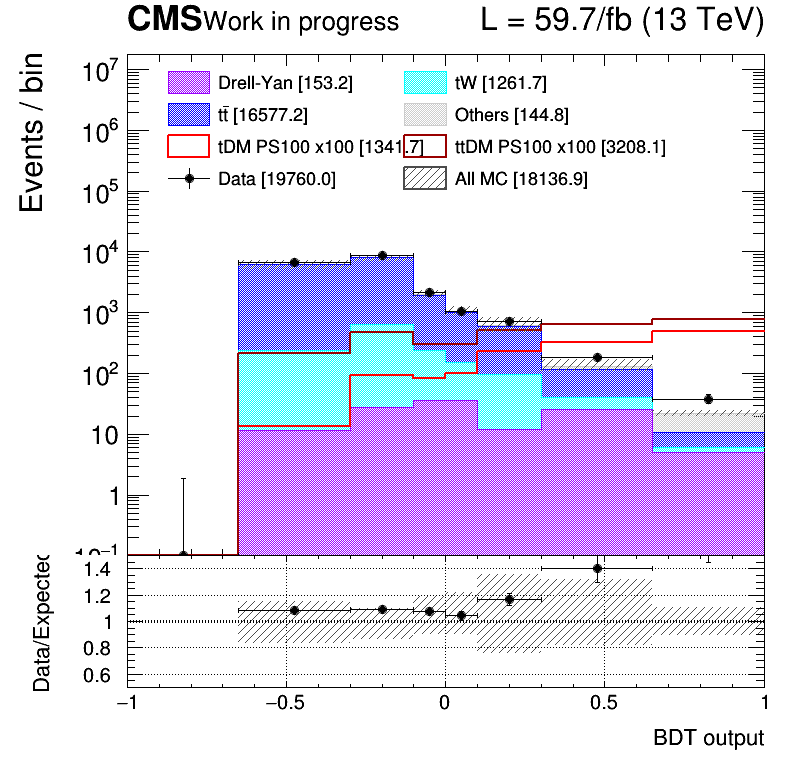 CMS Work in progress L = 59.7/fb (13 TeV)
Events / bin
10⁷
10⁶
10⁵
10⁴
10³
10²
10
1
10⁻¹
Drell-Yan [153.2] tW [1261.7]
tt̄ [16577.2] Others [144.8]
tDM PS100 x100 [1341.7] ttDM PS100 x100 [3208.1]
Data [19760.0] All MC [18136.9]
Data/Expected
1.4
1.2
1
0.8
0.6
−1 −0.5 0 0.5 1
BDT output